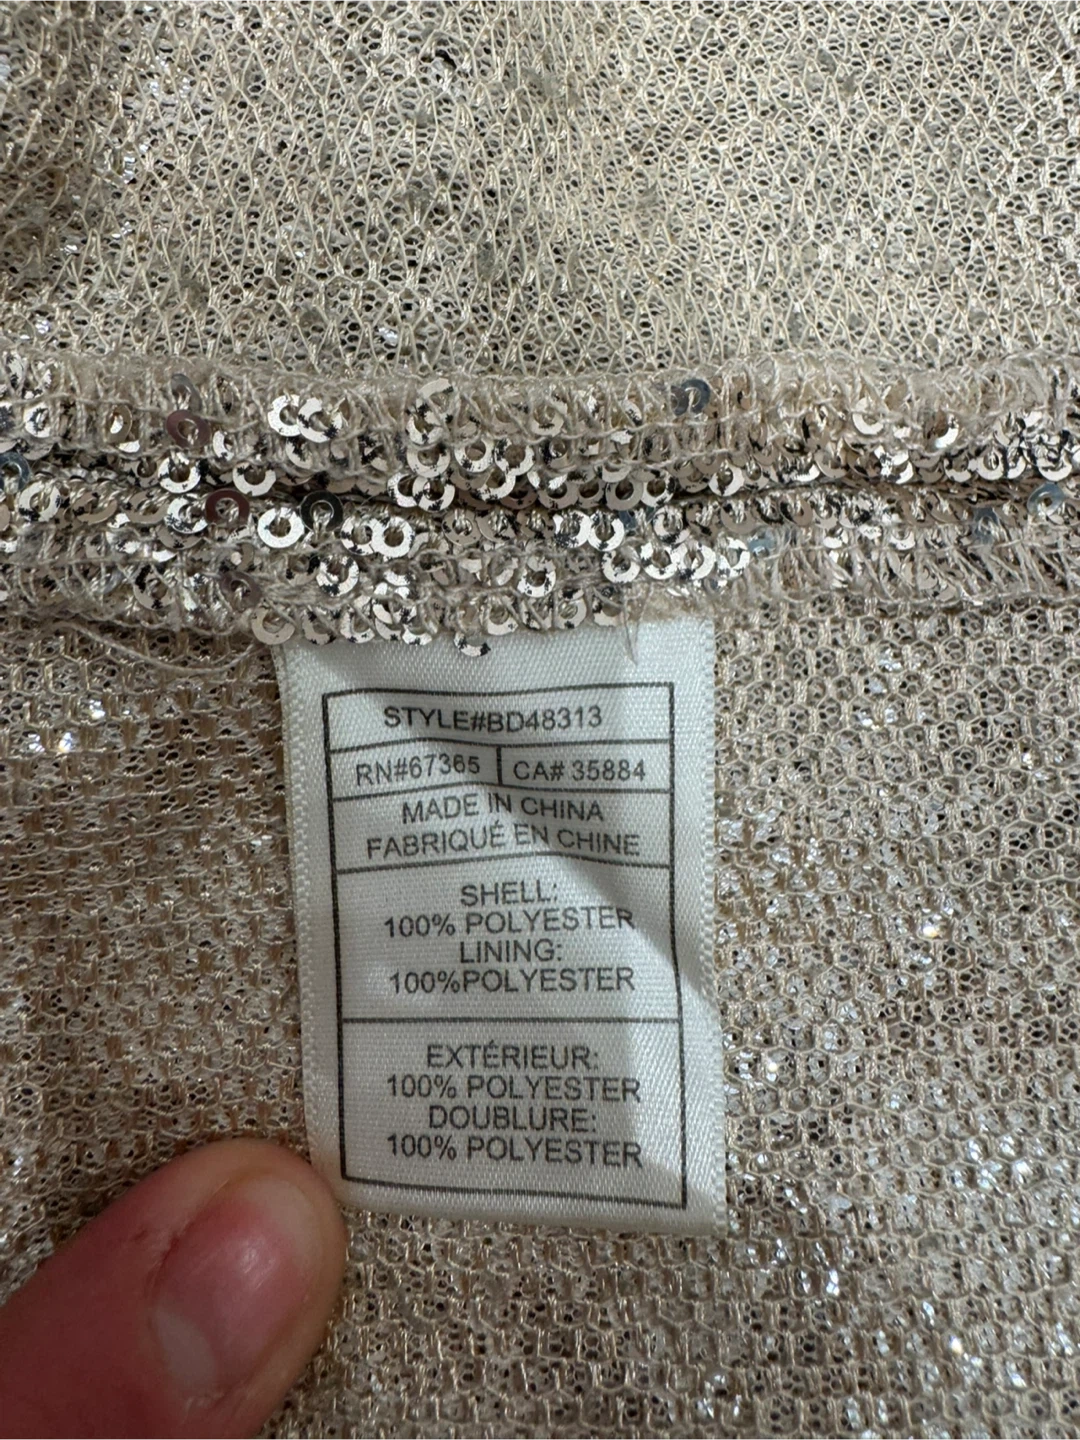 STYLE#BD48313
RN#67365 CA# 35884
MADE IN CHINA
FABRIQUÉ EN CHINE
SHELL:
100% POLYESTER
LINING:
100%POLYESTER
EXTÉRIEUR:
100% POLYESTER
DOUBLURE:
100% POLYESTER